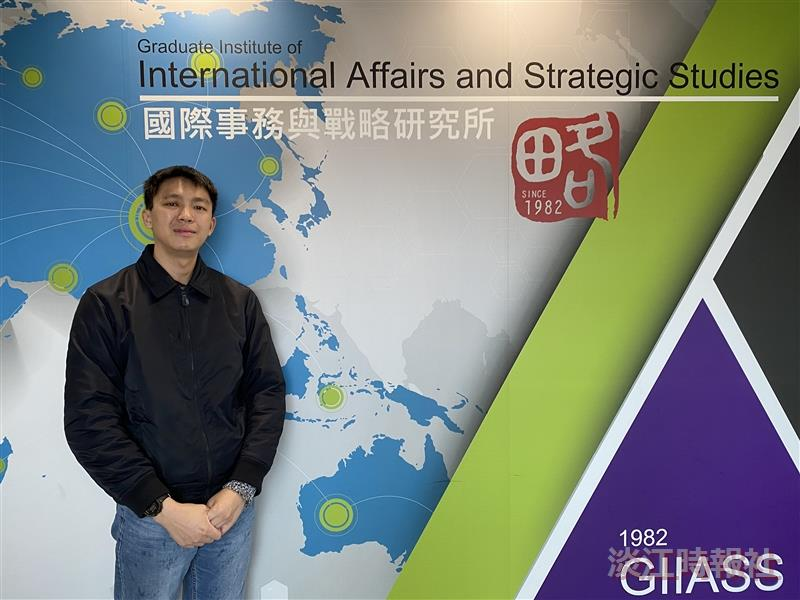 Graduate Institute of
International Affairs and Strategic Studies
國際事務與戰略研究所
略
SINCE
1982
1982
淡江時報社
GIIASS